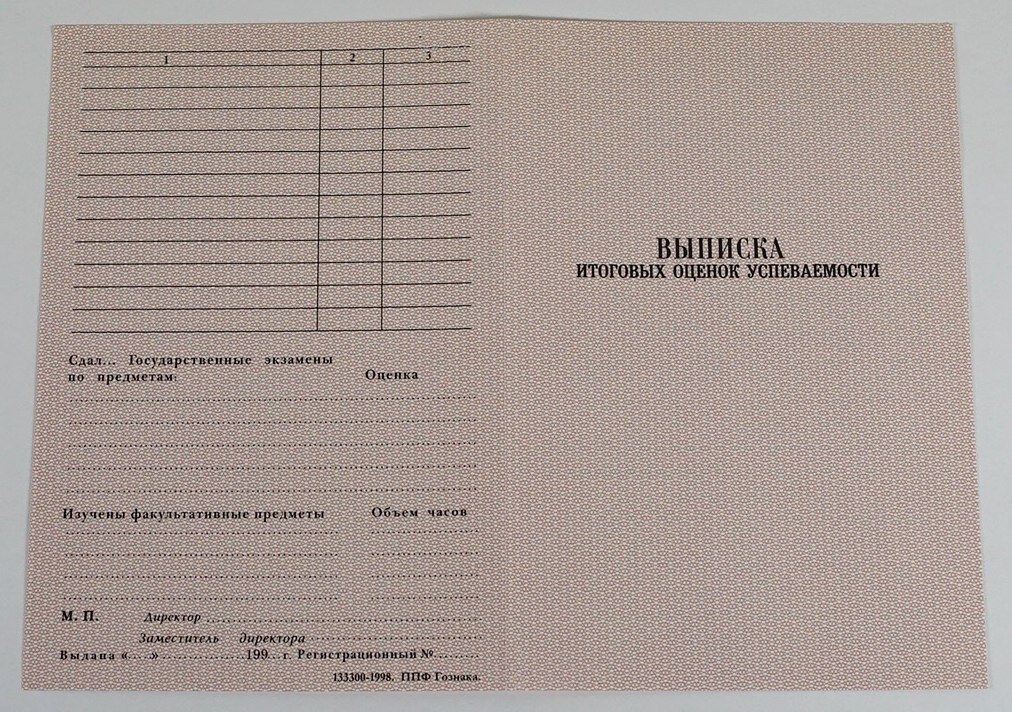 1 2 3
Сдал... Государственные экзамены
по предметам: Оценка
Изучены факультативные предметы Объем часов
М. П. Директор
Заместитель директора
Выдана «.....» .................199... г. Регистрационный №.........
133300-1998. ППФ Гознака.
ВЫПИСКА
ИТОГОВЫХ ОЦЕНОК УСПЕВАЕМОСТИ